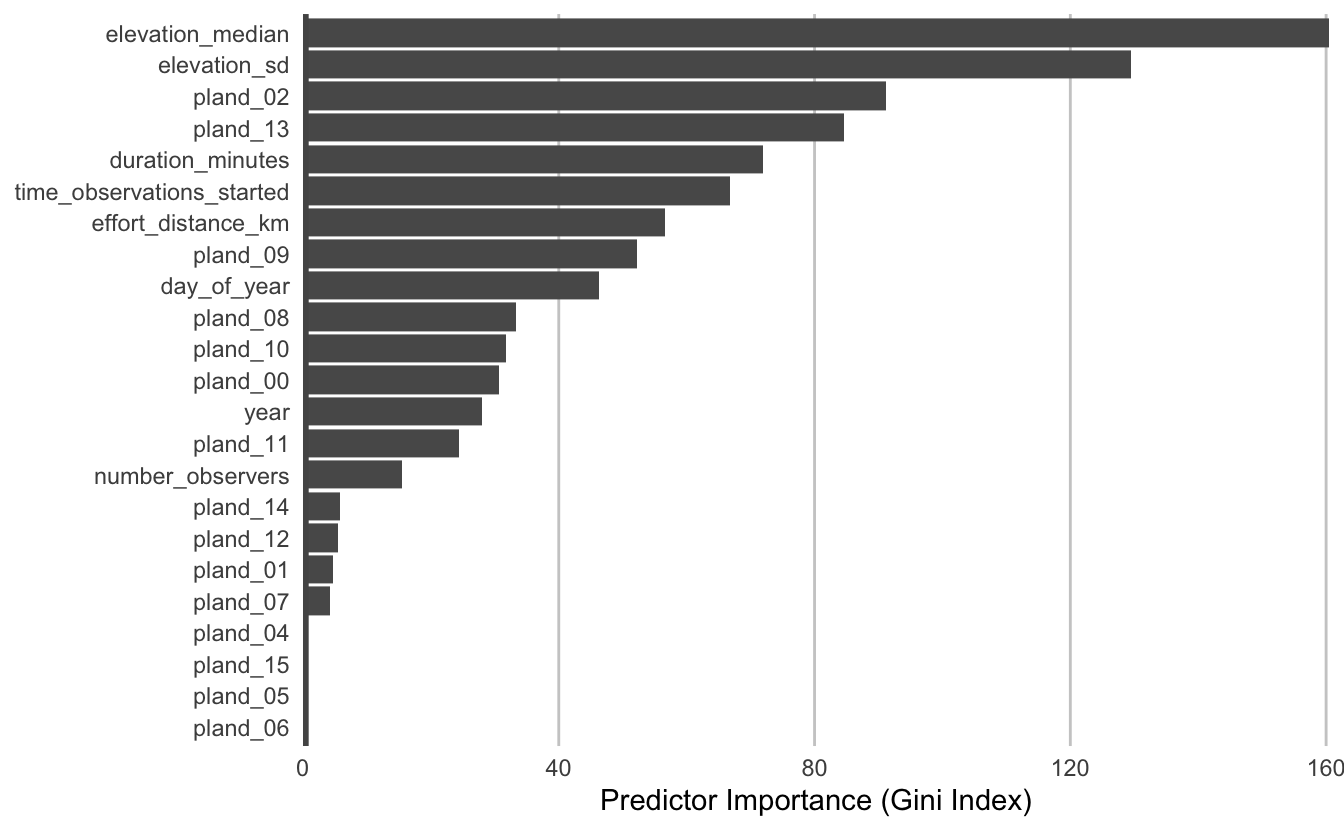 elevation_median
elevation_sd
pland_02
pland_13
duration_minutes
time_observations_started
effort_distance_km
pland_09
day_of_year
pland_08
pland_10
pland_00
year
pland_11
number_observers
pland_14
pland_12
pland_01
pland_07
pland_04
pland_15
pland_05
pland_06
0 40 80 120 160
Predictor Importance (Gini Index)